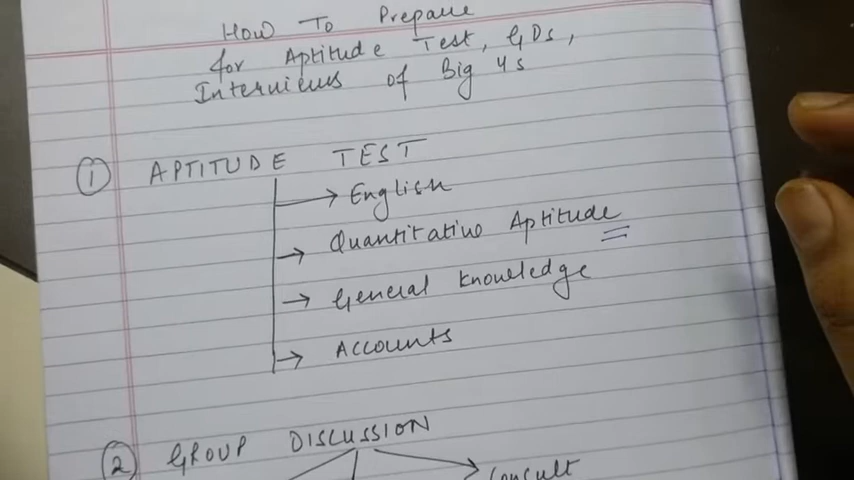 How To Prepare
for Aptitude Test, GDs,
Interviews of Big 4s
① APTITUDE TEST
→ English
→ Quantitative Aptitude
→ General knowledge
→ Accounts
② GROUP DISCUSSION
Consult